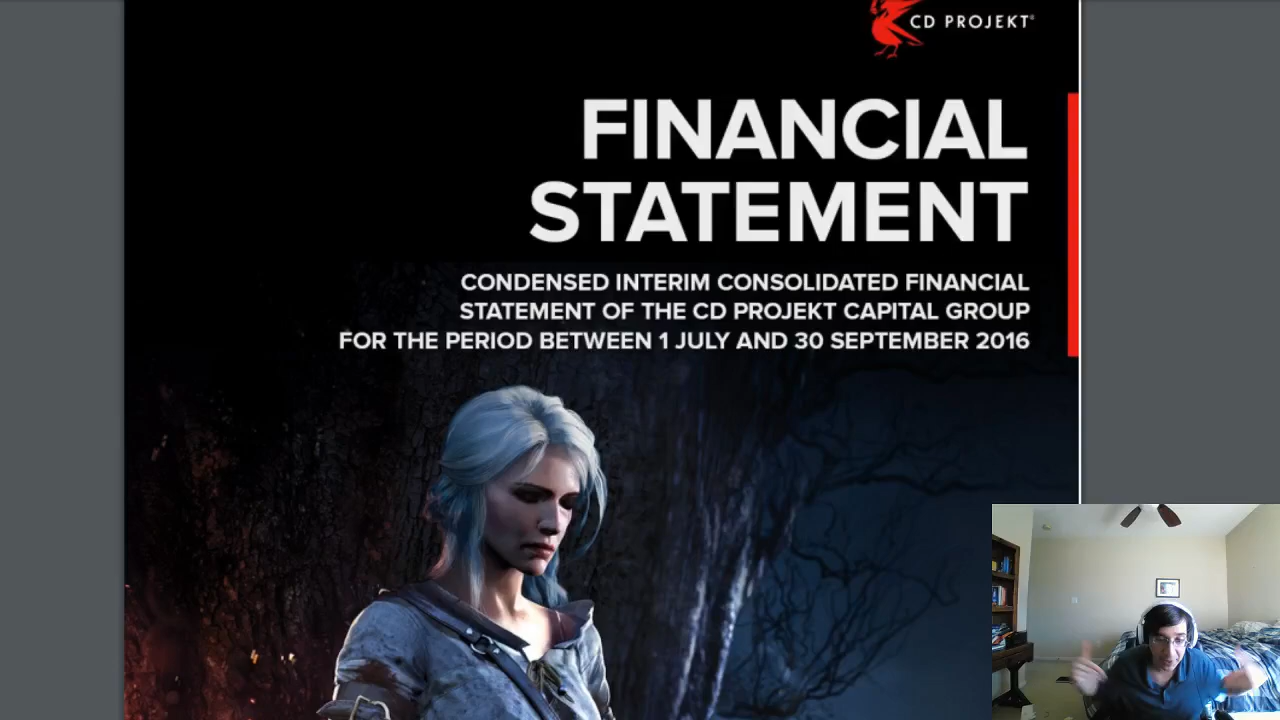 CD PROJEKT®
FINANCIAL
STATEMENT
CONDENSED INTERIM CONSOLIDATED FINANCIAL
STATEMENT OF THE CD PROJEKT CAPITAL GROUP
FOR THE PERIOD BETWEEN 1 JULY AND 30 SEPTEMBER 2016